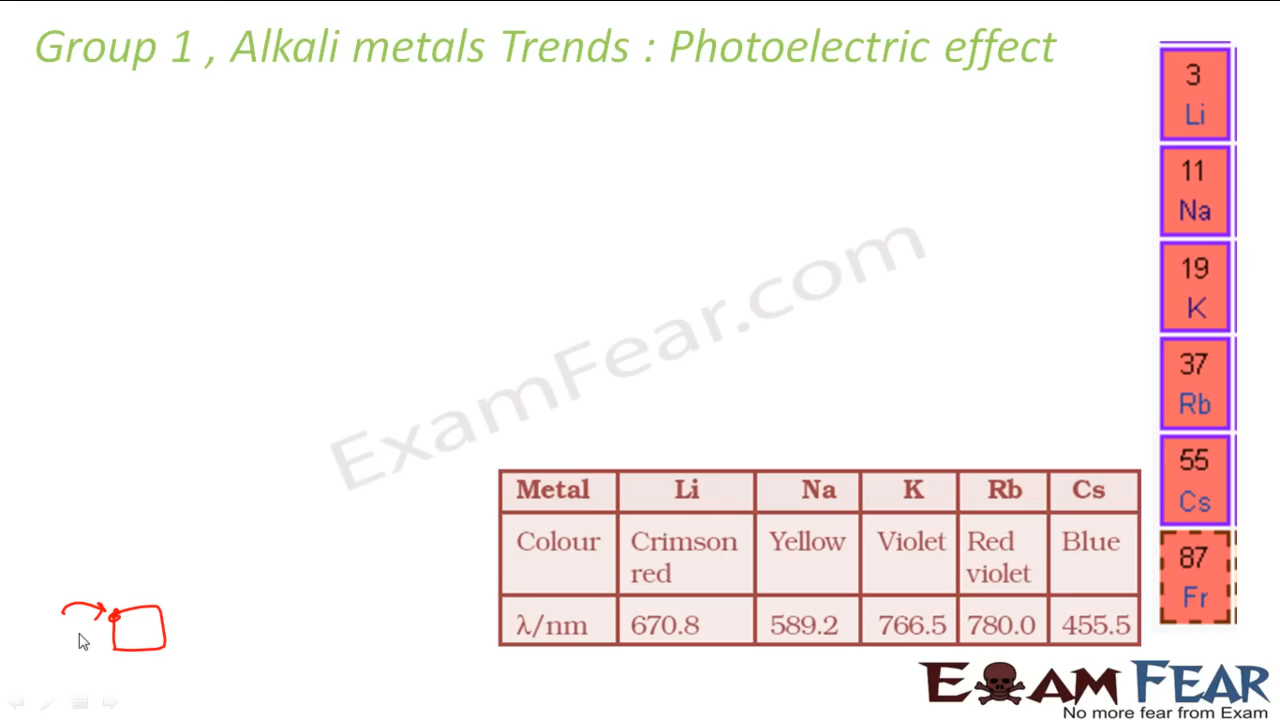 Group 1 , Alkali metals Trends : Photoelectric effect
3
Li
11
Na
19
K
37
Rb
55
Cs
87
Fr
ExamFear.com
Metal Li Na K Rb Cs
Colour Crimson red Yellow Violet Red violet Blue
λ/nm 670.8 589.2 766.5 780.0 455.5
EXAM FEAR
No more fear from Exam